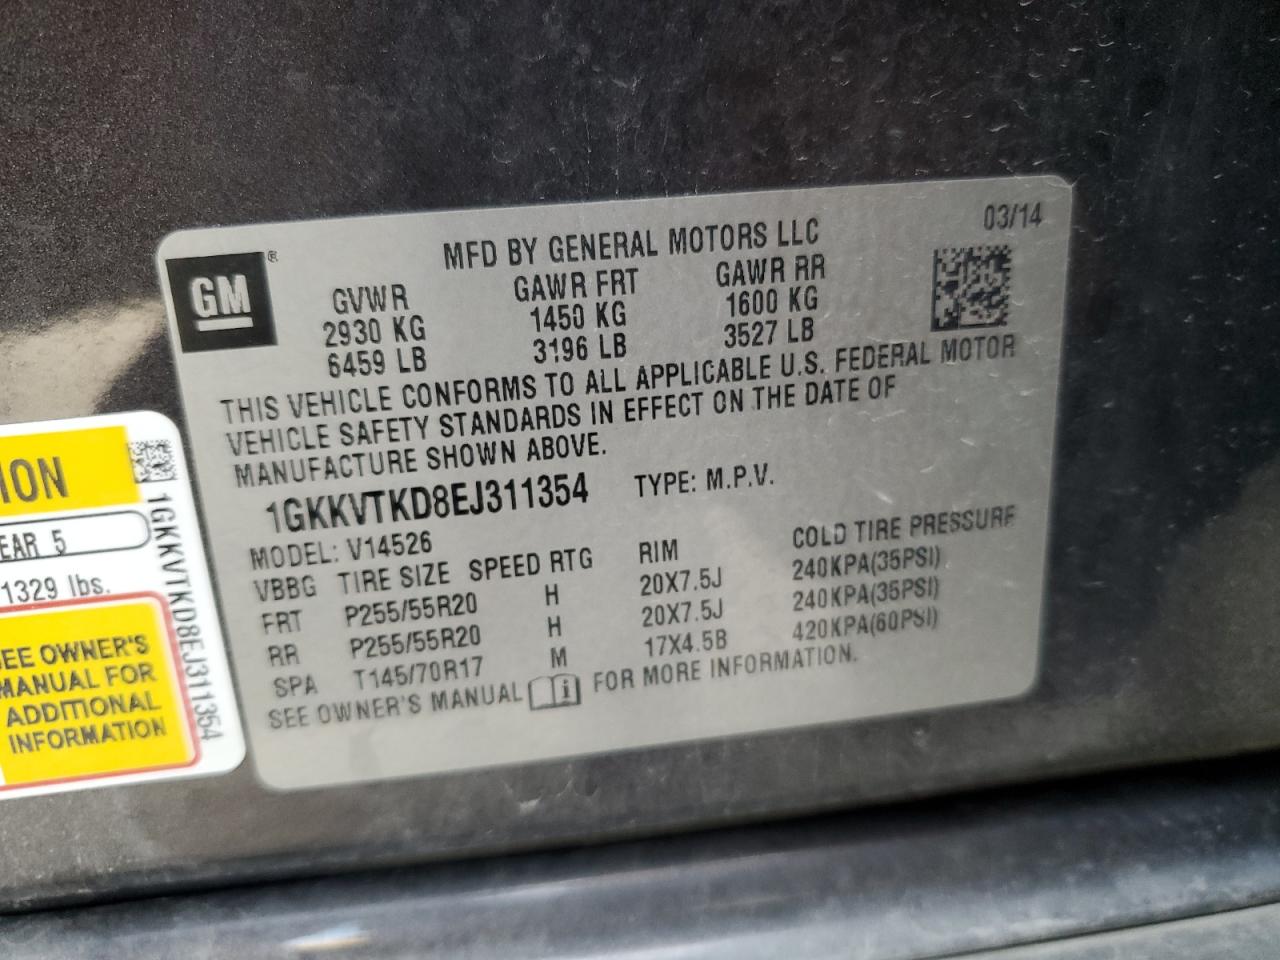 03/14
MFD BY GENERAL MOTORS LLC
GM®
GVWR GAWR FRT GAWR RR
2930 KG 1450 KG 1600 KG
6459 LB 3196 LB 3527 LB
THIS VEHICLE CONFORMS TO ALL APPLICABLE U.S. FEDERAL MOTOR
VEHICLE SAFETY STANDARDS IN EFFECT ON THE DATE OF
MANUFACTURE SHOWN ABOVE.
1GKKVTKD8EJ311354 TYPE: M.P.V.
MODEL: V14526
VBBG TIRE SIZE SPEED RTG RIM COLD TIRE PRESSURE
FRT P255/55R20 H 20X7.5J 240KPA(35PSI)
RR P255/55R20 H 20X7.5J 240KPA(35PSI)
SPA T145/70R17 M 17X4.5B 420KPA(60PSI)
SEE OWNER'S MANUAL i FOR MORE INFORMATION.
ION
EAR 5
1329 lbs.
EE OWNER'S
MANUAL FOR
ADDITIONAL
INFORMATION
1GKKVTKD8EJ311354